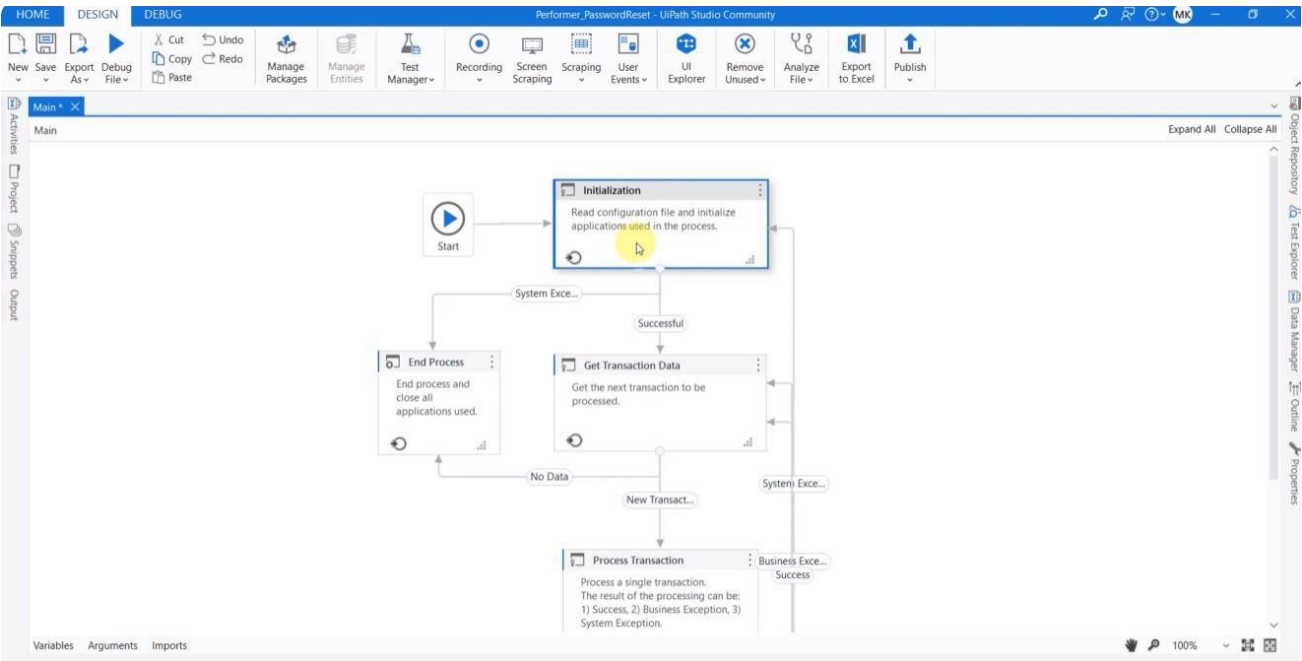 HOME DESIGN DEBUG Performer_PasswordReset - UiPath Studio Community MK
New Save Export As Debug File
Cut Copy Paste Undo Redo
Manage Packages
Manage Entities
Test Manager
Recording
Screen Scraping
Scraping
User Events
UI Explorer
Remove Unused
Analyze File
Export to Excel
Publish
Main *
Main Expand All Collapse All
Activities
Project
Snippets
Output
Object Repository
Test Explorer
Data Manager
Outline
Properties
Start
Initialization
Read configuration file and initialize
applications used in the process.
System Exce...
Successful
End Process
End process and
close all
applications used.
Get Transaction Data
Get the next transaction to be
processed.
No Data
New Transact...
System Exce...
Process Transaction
Business Exce...
Success
Process a single transaction.
The result of the processing can be:
1) Success, 2) Business Exception, 3)
System Exception.
Variables Arguments Imports 100%